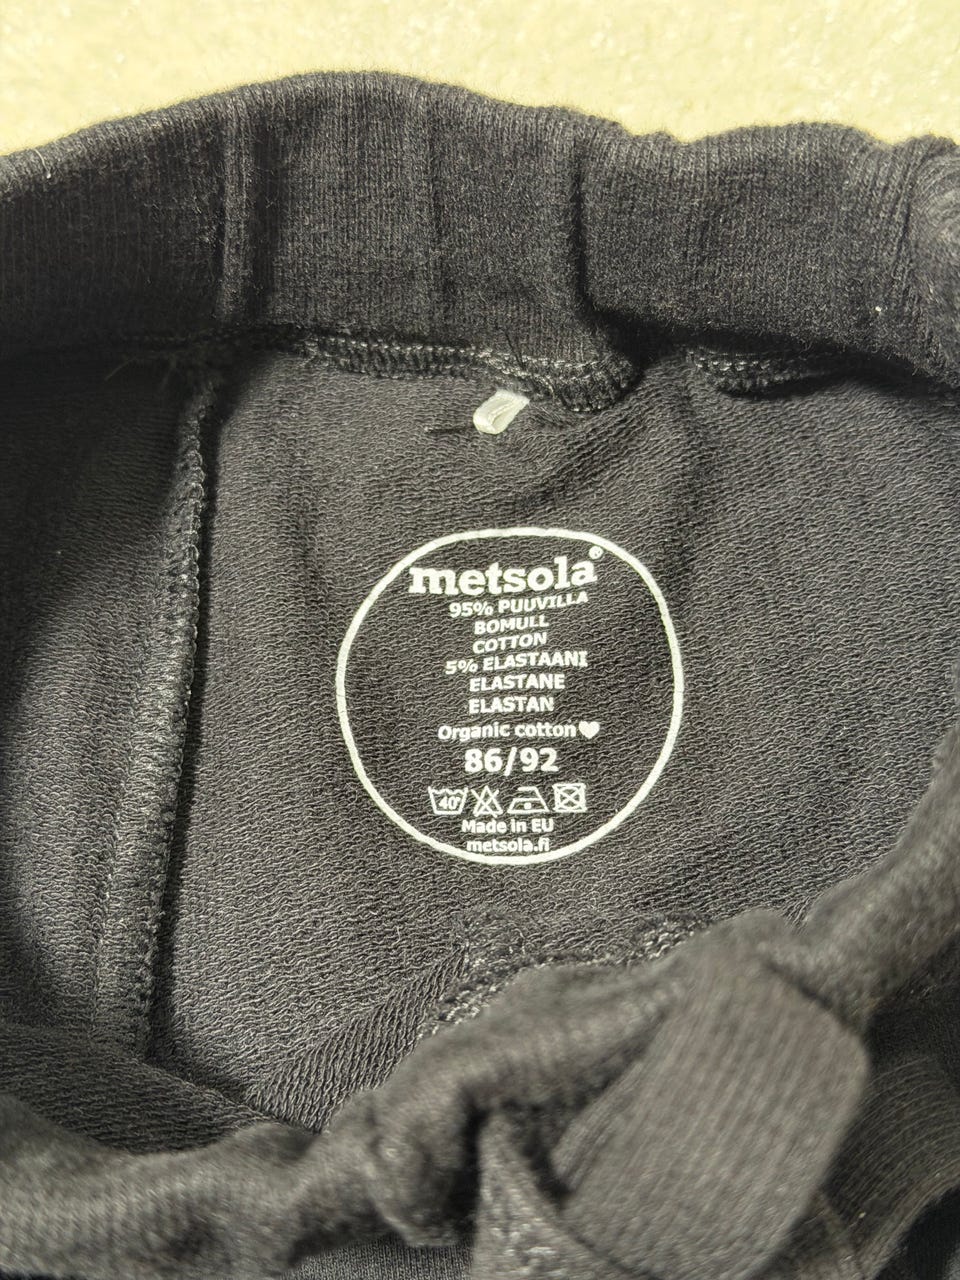 metsola®
95% PUUVILLA
BOMULL
COTTON
5% ELASTAANI
ELASTANE
ELASTAN
Organic cotton♥
86/92
40°
Made in EU
metsola.fi